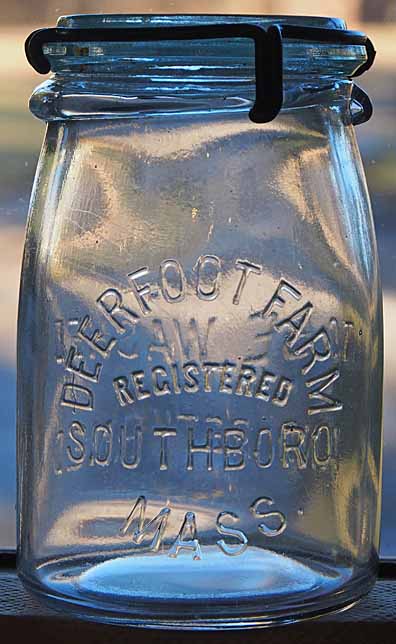 DEERFOOT FARM
REGISTERED
SOUTHBORO
MASS.